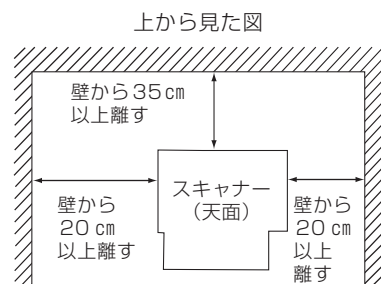 上から見た図
壁から35cm
以上離す
スキャナー
（天面）
壁から
20cm
以上離す
壁から
20cm
以上
離す